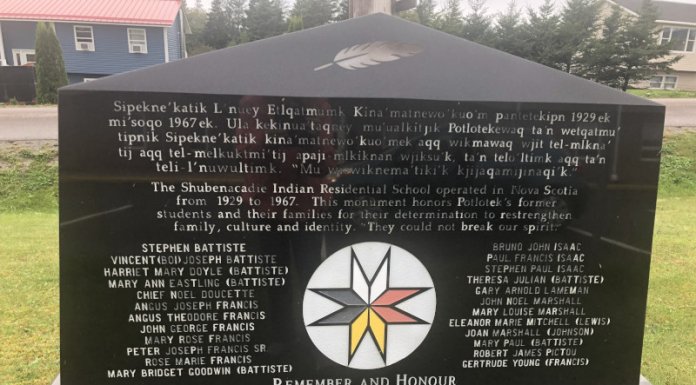 Sipekne'katik L'nuey Etlqatmumk Kina'matnewo'kuo'm pantetekipn 1929ek
mi'soqo 1967ek. Ula kekinua'taqney mu'ualkitjik Potlotekewaq ta'n wetqatmu'
tipnik Sipekne'katik kina'matnewo'kuo'mek aqq wikmawaq wjit tel-mlkna'
tij aqq tel-melkuktmi'tij apaji mlkiknan wjiksu'k, ta'n telo'ltimk aqq ta'n
teli-l'nuwultimk.
The Shubenacadie Indian Residential School operated in Nova Scotia
from 1929 to 1967. This monument honors Potlotek's former
students and their families for their determination to restrengthen
family, culture and identity. "They could not break our spirit."
STEPHEN BATTISTE
VINCENT(BOI)JOSEPH BATTISTE
HARRIET MARY DOYLE (BATTISTE)
MARY ANN EASTLING (BATTISTE)
CHIEF NOEL DOUCETTE
ANGUS JOSEPH FRANCIS
ANGUS THEODORE FRANCIS
JOHN GEORGE FRANCIS
MARY ROSE FRANCIS
PETER JOSEPH FRANCIS SR.
ROSE MARIE FRANCIS
MARY BRIDGET GOODWIN (BATTISTE)
BRUNO JOHN ISAAC
PAUL FRANCIS ISAAC
STEPHEN PAUL ISAAC
THERESA JULIAN (BATTISTE)
GARY ARNOLD LAMEMAN
JOHN NOEL MARSHALL
MARY LOUISE MARSHALL
ELEANOR MARIE MITCHELL (LEWIS)
JOAN MARSHALL (JOHNSON)
MARY PAUL (BATTISTE)
ROBERT JAMES PICTOU
GERTRUDE YOUNG (FRANCIS)
REMEMBER AND HONOUR